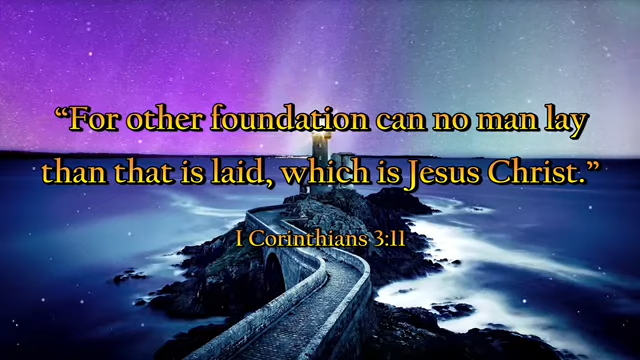 “For other foundation can no man lay
than that is laid, which is Jesus Christ.”
I Corinthians 3:11